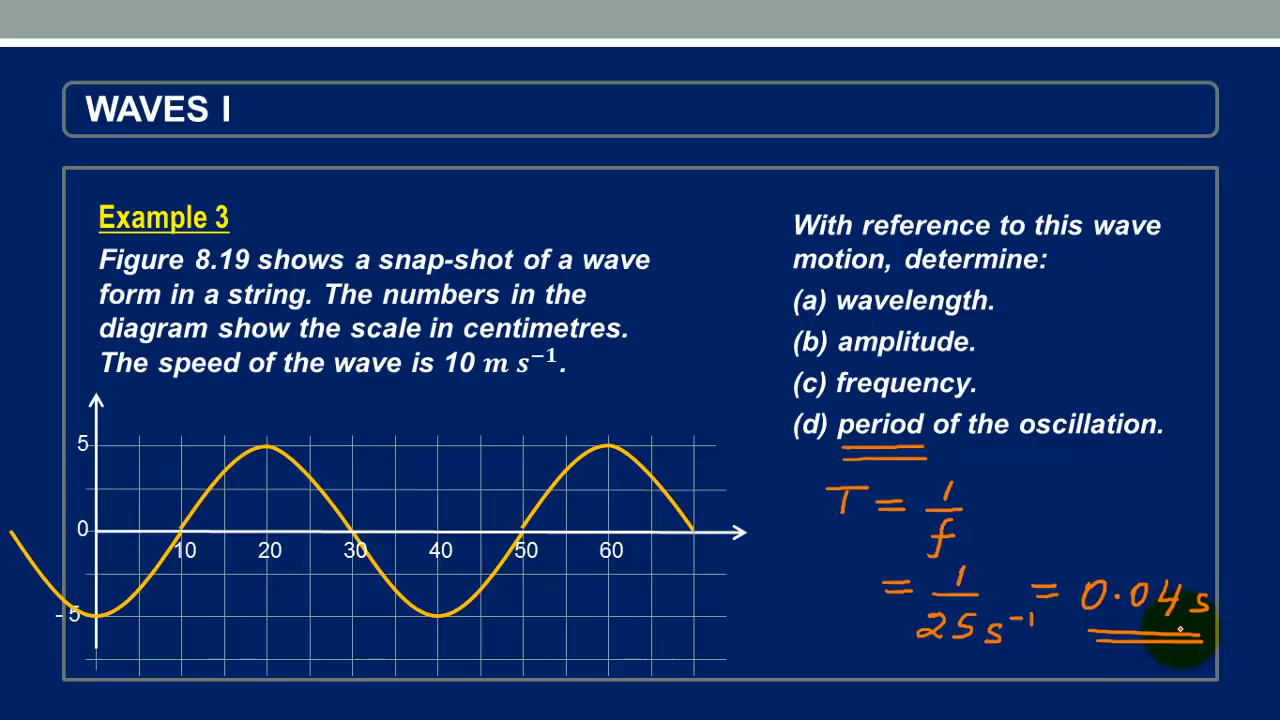 WAVES I
Example 3
Figure 8.19 shows a snap-shot of a wave
form in a string. The numbers in the
diagram show the scale in centimetres.
The speed of the wave is 10 m s⁻¹.
5
0
- 5
10 20 30 40 50 60
With reference to this wave
motion, determine:
(a) wavelength.
(b) amplitude.
(c) frequency.
(d) period of the oscillation.
T = 1/f
= 1/25 s⁻¹ = 0.04 s